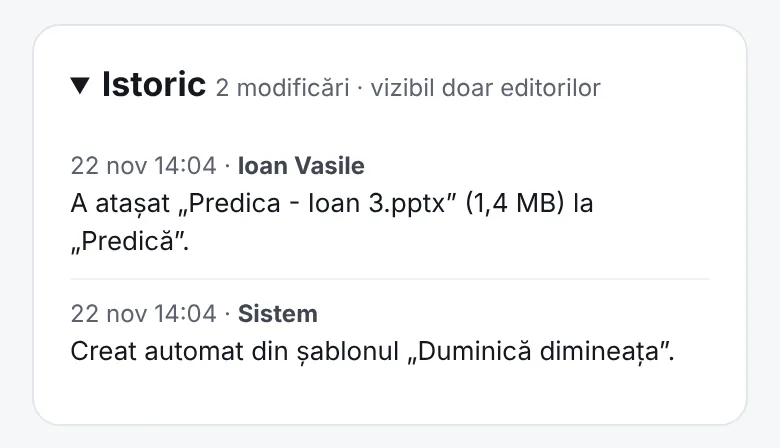 ▼ Istoric 2 modificări · vizibil doar editorilor
22 nov 14:04 · Ioan Vasile
A atașat „Predica - Ioan 3.pptx” (1,4 MB) la
„Predică”.
22 nov 14:04 · Sistem
Creat automat din șablonul „Duminică dimineața”.